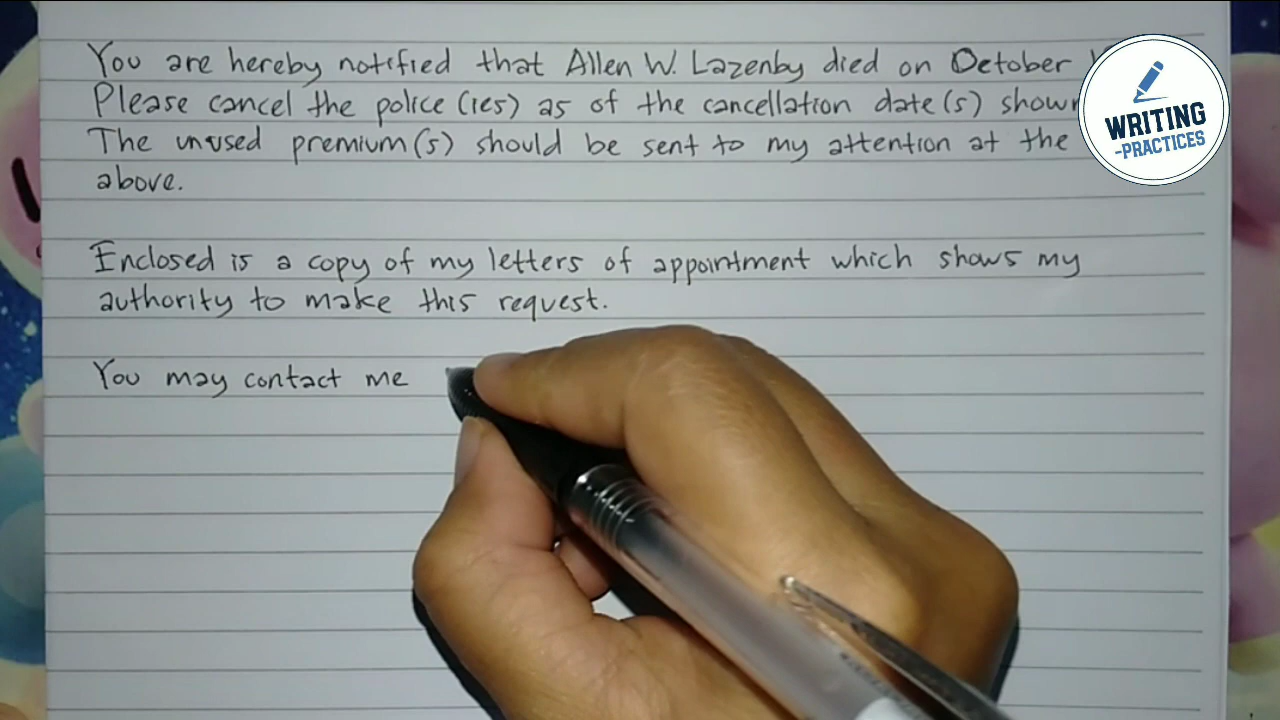 You are hereby notified that Allen W. Lazenby died on October
Please cancel the police (ies) as of the cancellation date(s) shown
The unused premium(s) should be sent to my attention at the
above.
Enclosed is a copy of my letters of appointment which shows my
authority to make this request.
You may contact me
WRITING
-PRACTICES